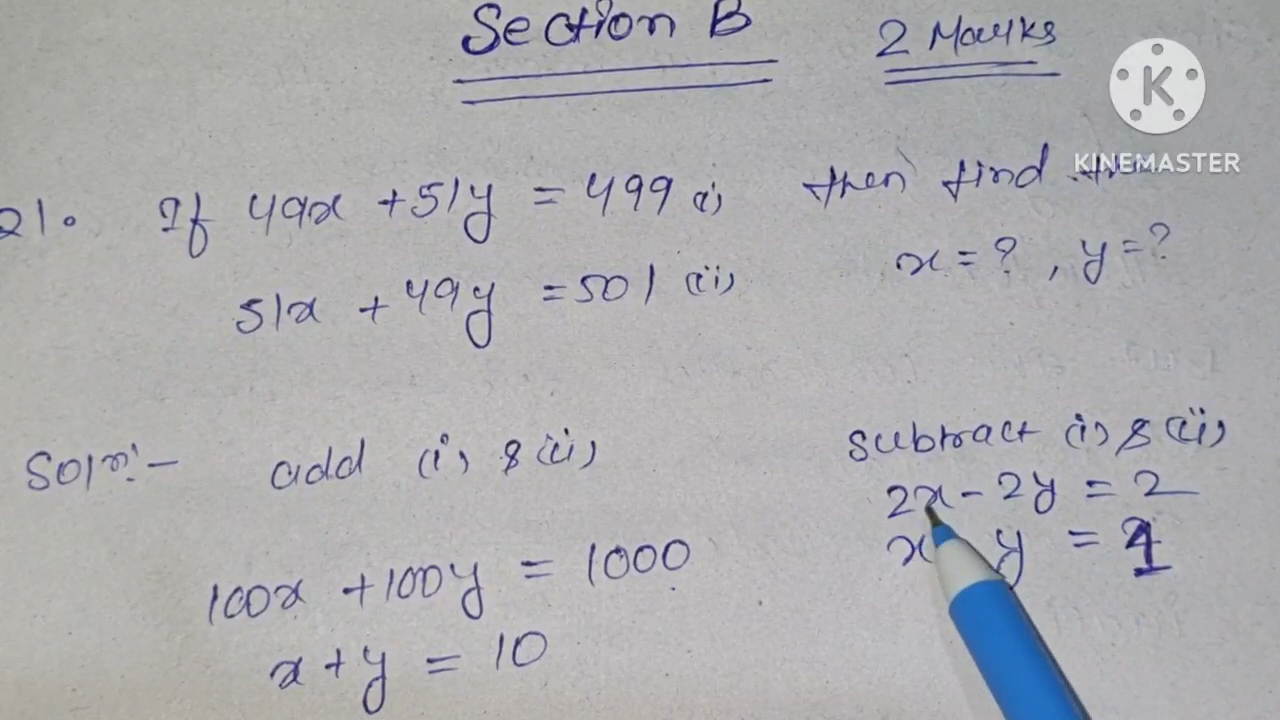 Section B 2 Marks
K
KINEMASTER
21. If 49x + 51y = 499 (i) then find
51x + 49y = 501 (ii) x = ?, y = ?
Soln:- add (i) & (ii) subtract (i) & (ii)
2x - 2y = 2
x y = 1
100x + 100y = 1000
x + y = 10